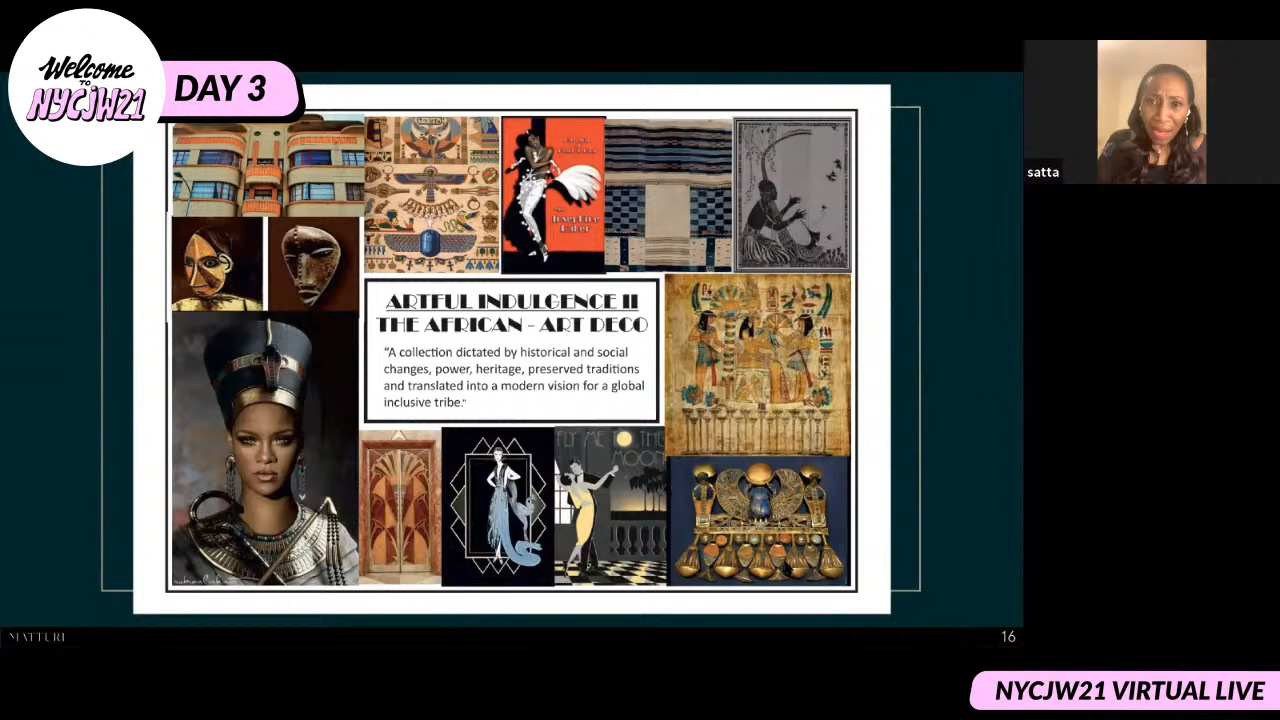 Welcome
TO
NYCJW21
DAY 3
satta
Josephine
Baker
ARTFUL INDULGENCE II
THE AFRICAN - ART DECO
"A collection dictated by historical and social
changes, power, heritage, preserved traditions
and translated into a modern vision for a global
inclusive tribe."
FLY ME TO THE
MOON
MATTURI
16
NYCJW21 VIRTUAL LIVE